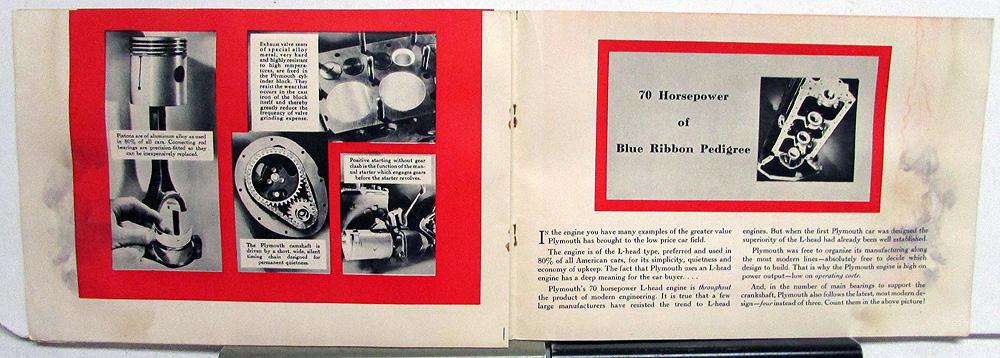 Pistons are of aluminum alloy as used
in 80% of all cars. Connecting rod
bearings are precision-fitted so they
can be inexpensively replaced.
Exhaust valve seats
of special alloy
metal, very hard
and highly resistant
to high tempera-
tures, are fixed in
the Plymouth cyl-
inder block. They
resist the wear that
occurs in the cast
iron of the block
itself and thereby
greatly reduce the
frequency of valve
grinding expense.
The Plymouth camshaft is
driven by a short, wide, silent
timing chain designed for
permanent quietness.
Positive starting without gear
clash is the function of the man-
ual starter which engages gears
before the starter revolves.
70 Horsepower
of
Blue Ribbon Pedigree
IN the engine you have many examples of the greater value
Plymouth has brought to the low price car field.
The engine is of the L-head type, preferred and used in
80% of all American cars, for its simplicity, quietness and
economy of upkeep. The fact that Plymouth uses an L-head
engine has a deep meaning for the car buyer. . . .
Plymouth's 70 horsepower L-head engine is throughout
the product of modern engineering. It is true that a few
large manufacturers have resisted the trend to L-head
engines. But when the first Plymouth car was designed the
superiority of the L-head had already been well established.
Plymouth was free to organize its manufacturing along
the most modern lines—absolutely free to decide which
design to build. That is why the Plymouth engine is high on
power output—low on operating costs.
And, in the number of main bearings to support the
crankshaft, Plymouth also follows the latest, most modern de-
sign—four instead of three. Count them in the above picture!